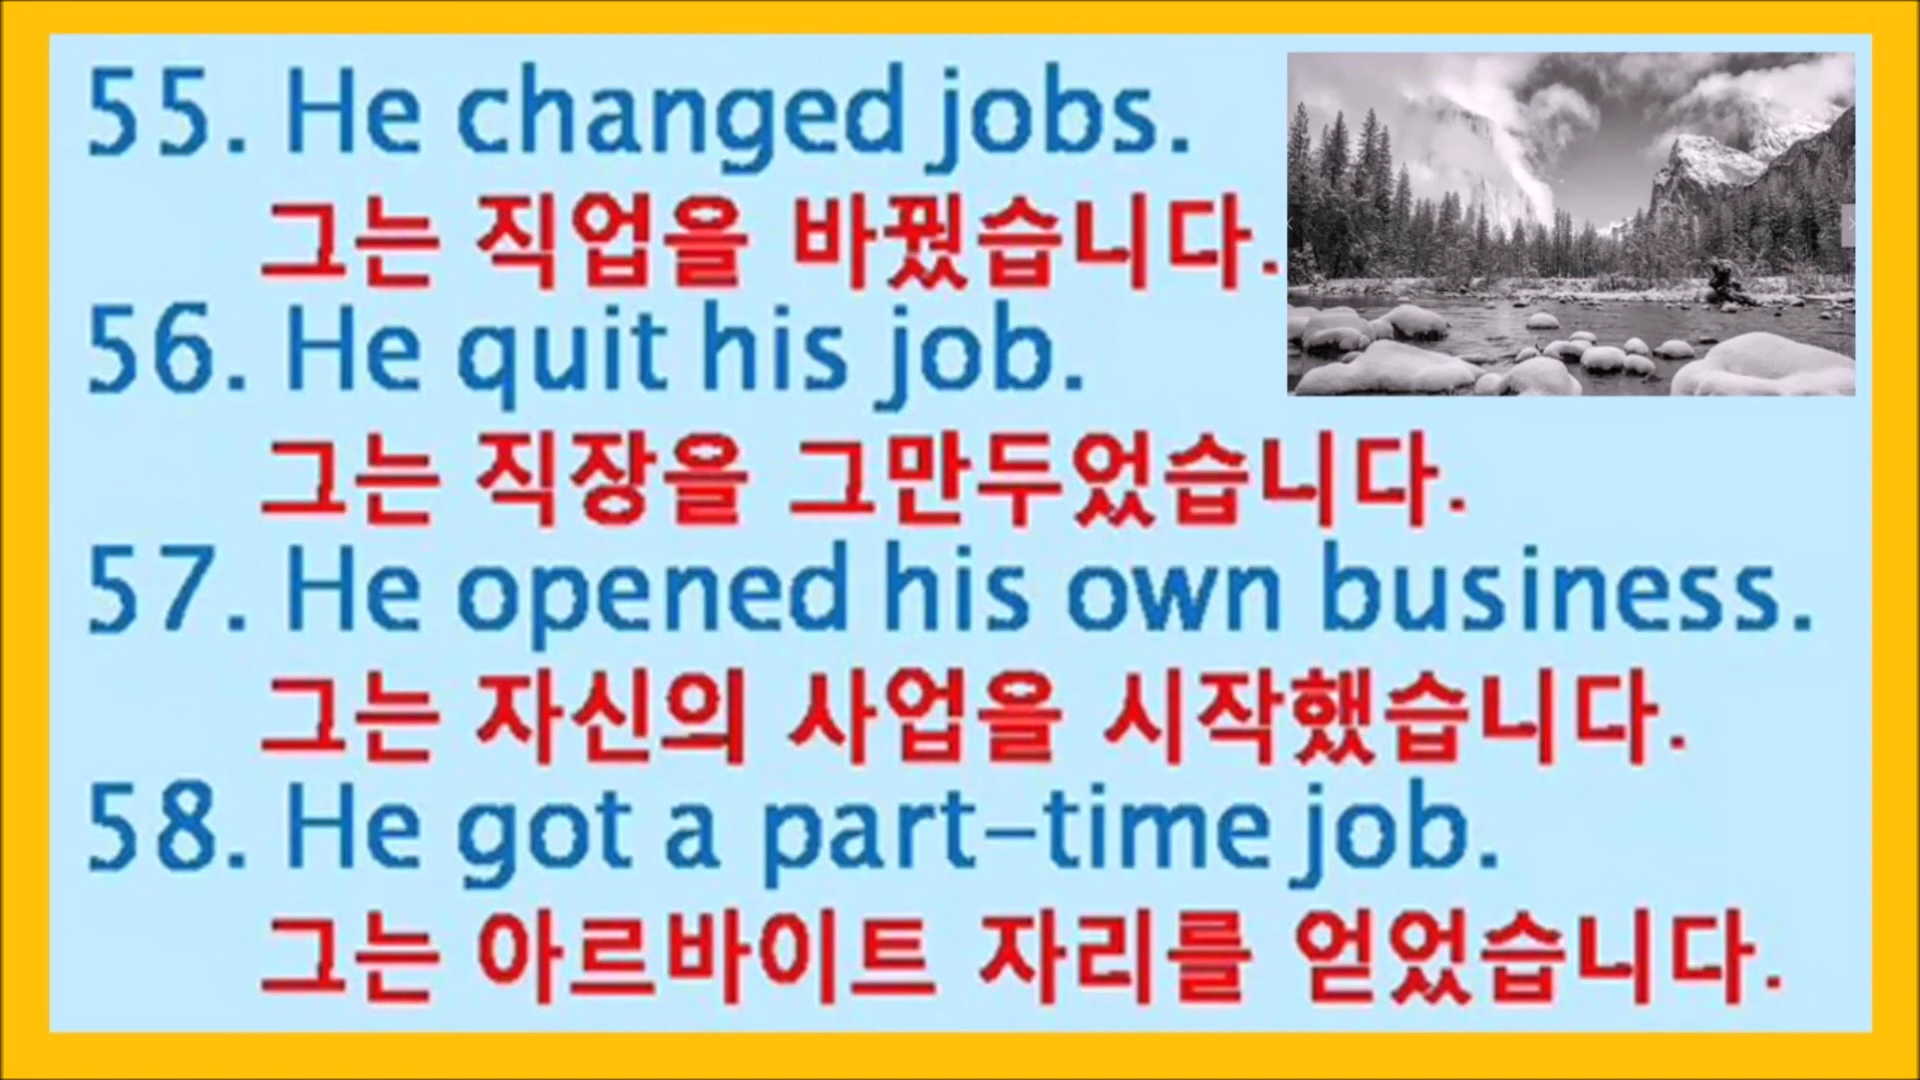 55. He changed jobs.
그는 직업을 바꿨습니다.
56. He quit his job.
그는 직장을 그만두었습니다.
57. He opened his own business.
그는 자신의 사업을 시작했습니다.
58. He got a part-time job.
그는 아르바이트 자리를 얻었습니다.